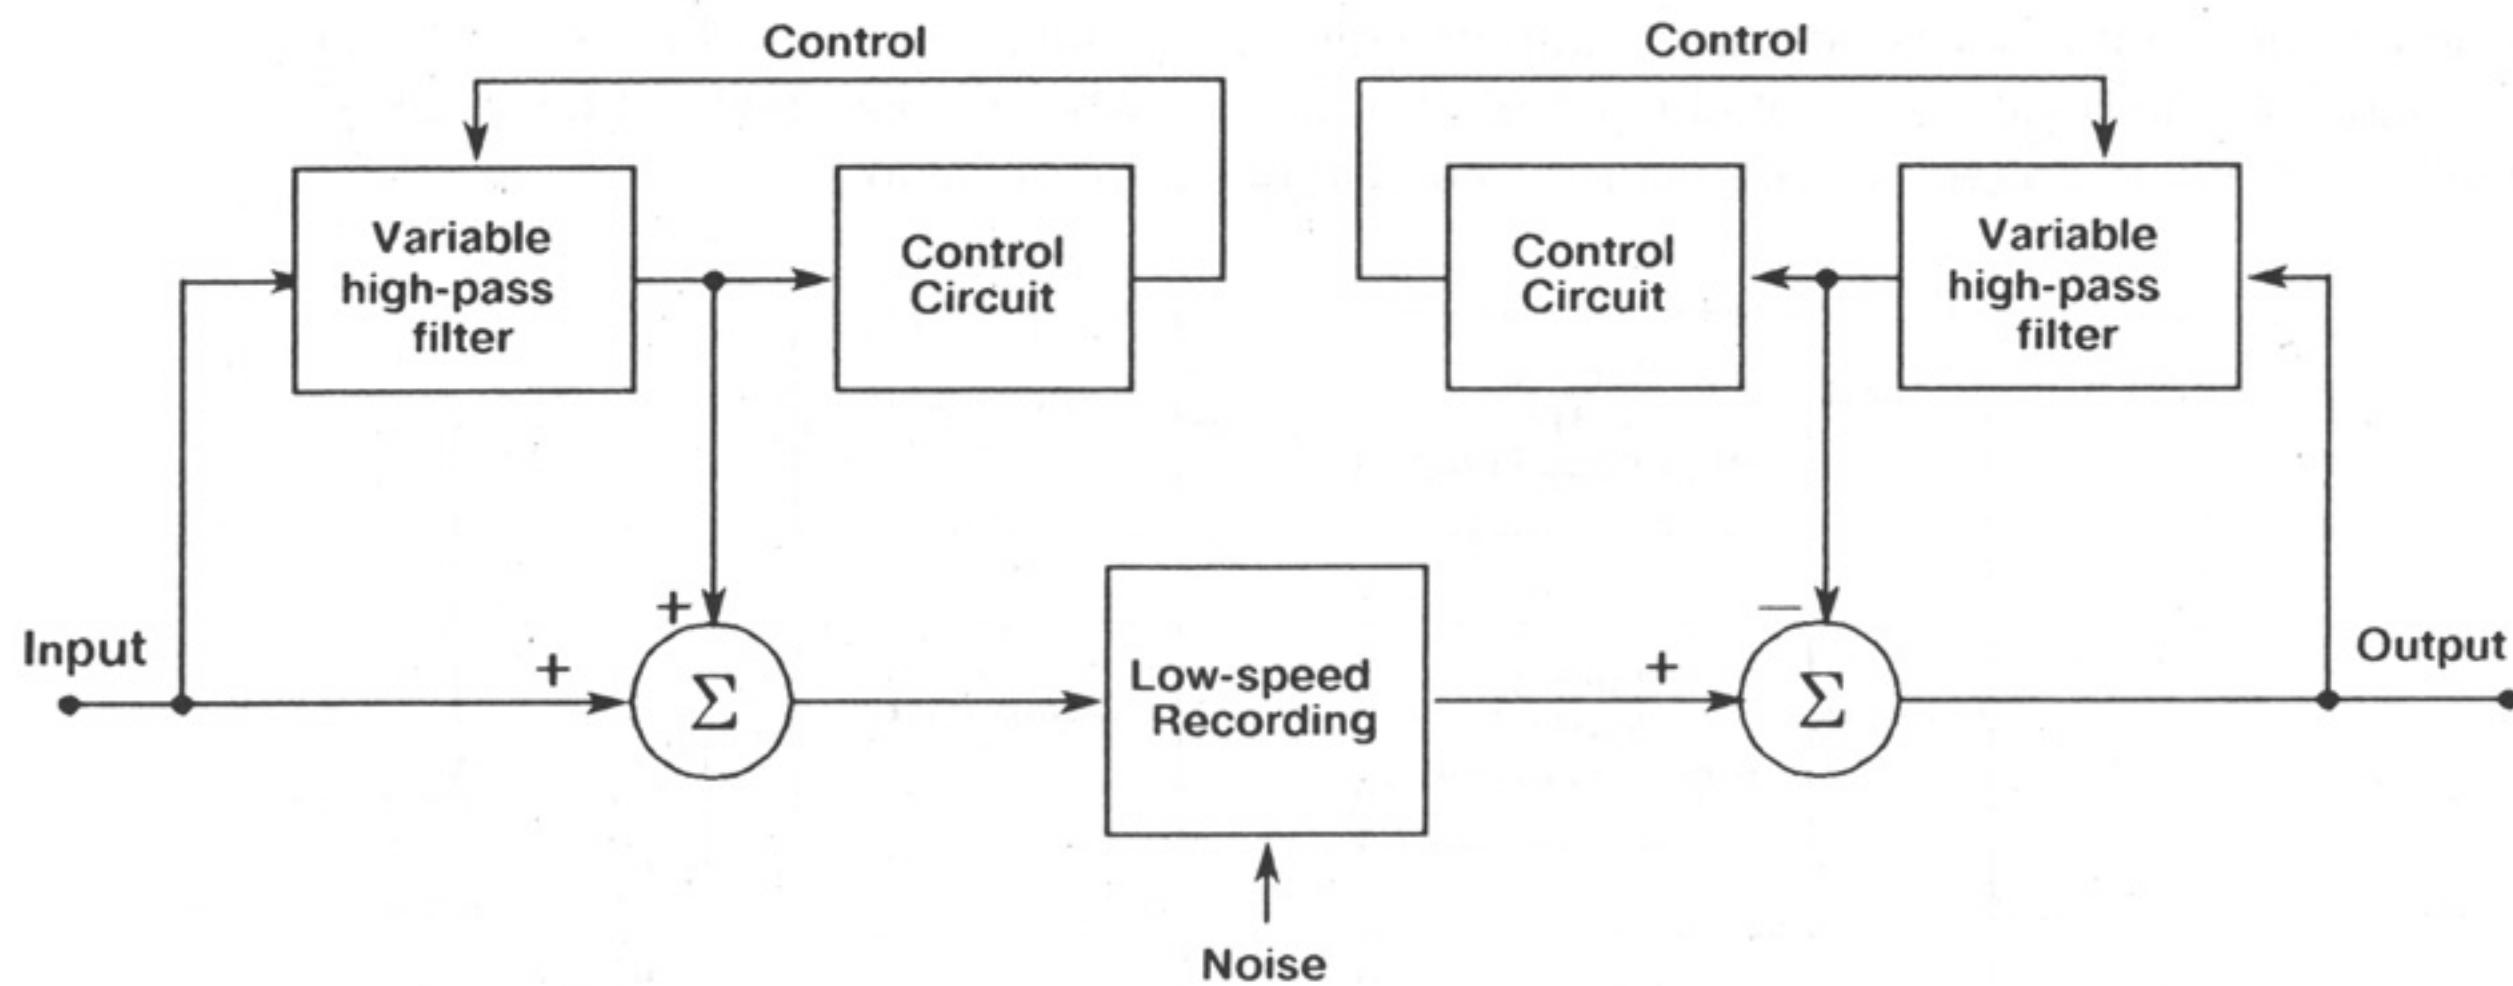 Control
Control
Variable
high-pass
filter
Control
Circuit
Control
Circuit
Variable
high-pass
filter
Input
+
+
Σ
Low-speed
Recording
+
−
Σ
Output
Noise